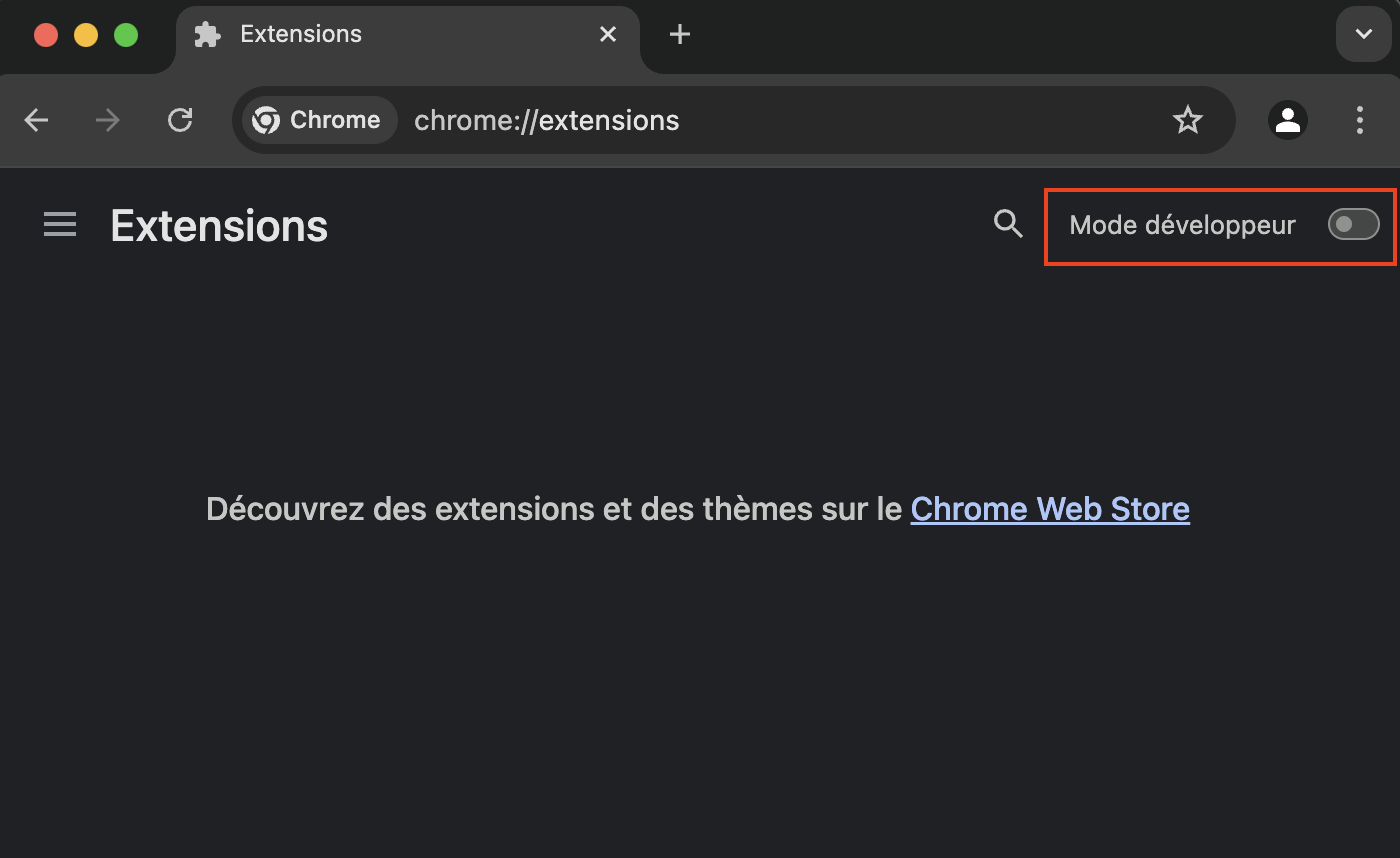 Extensions
Chrome chrome://extensions
Extensions Mode développeur
Découvrez des extensions et des thèmes sur le Chrome Web Store